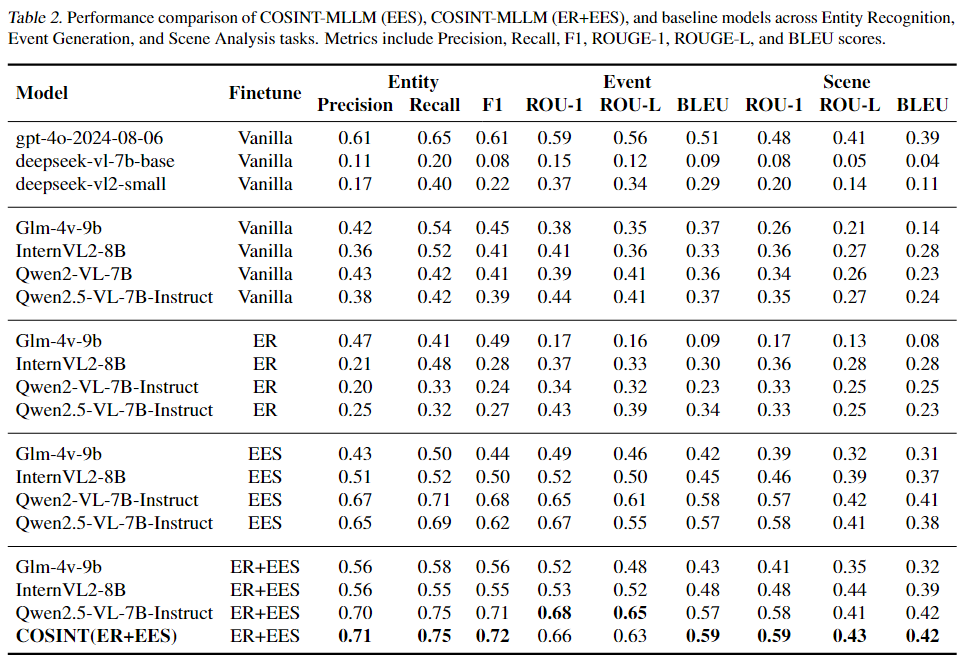 Table 2. Performance comparison of COSINT-MLLM (EES), COSINT-MLLM (ER+EES), and baseline models across Entity Recognition,
Event Generation, and Scene Analysis tasks. Metrics include Precision, Recall, F1, ROUGE-1, ROUGE-L, and BLEU scores.
Model Finetune Entity Event Scene
Precision Recall F1 ROU-1 ROU-L BLEU ROU-1 ROU-L BLEU
gpt-4o-2024-08-06 Vanilla 0.61 0.65 0.61 0.59 0.56 0.51 0.48 0.41 0.39
deepseek-vl-7b-base Vanilla 0.11 0.20 0.08 0.15 0.12 0.09 0.08 0.05 0.04
deepseek-vl2-small Vanilla 0.17 0.40 0.22 0.37 0.34 0.29 0.20 0.14 0.11
Glm-4v-9b Vanilla 0.42 0.54 0.45 0.38 0.35 0.37 0.26 0.21 0.14
InternVL2-8B Vanilla 0.36 0.52 0.41 0.41 0.36 0.33 0.36 0.27 0.28
Qwen2-VL-7B Vanilla 0.43 0.42 0.41 0.39 0.41 0.36 0.34 0.26 0.23
Qwen2.5-VL-7B-Instruct Vanilla 0.38 0.42 0.39 0.44 0.41 0.37 0.35 0.27 0.24
Glm-4v-9b ER 0.47 0.41 0.49 0.17 0.16 0.09 0.17 0.13 0.08
InternVL2-8B ER 0.21 0.48 0.28 0.37 0.33 0.30 0.36 0.28 0.28
Qwen2-VL-7B-Instruct ER 0.20 0.33 0.24 0.34 0.32 0.23 0.33 0.25 0.25
Qwen2.5-VL-7B-Instruct ER 0.25 0.32 0.27 0.43 0.39 0.34 0.33 0.25 0.23
Glm-4v-9b EES 0.43 0.50 0.44 0.49 0.46 0.42 0.39 0.32 0.31
InternVL2-8B EES 0.51 0.52 0.50 0.52 0.50 0.45 0.46 0.39 0.37
Qwen2-VL-7B-Instruct EES 0.67 0.71 0.68 0.65 0.61 0.58 0.57 0.42 0.41
Qwen2.5-VL-7B-Instruct EES 0.65 0.69 0.62 0.67 0.55 0.57 0.58 0.41 0.38
Glm-4v-9b ER+EES 0.56 0.58 0.56 0.52 0.48 0.43 0.41 0.35 0.32
InternVL2-8B ER+EES 0.56 0.55 0.55 0.53 0.52 0.48 0.48 0.44 0.39
Qwen2.5-VL-7B-Instruct ER+EES 0.70 0.75 0.71 0.68 0.65 0.57 0.58 0.41 0.42
COSINT(ER+EES) ER+EES 0.71 0.75 0.72 0.66 0.63 0.59 0.59 0.43 0.42